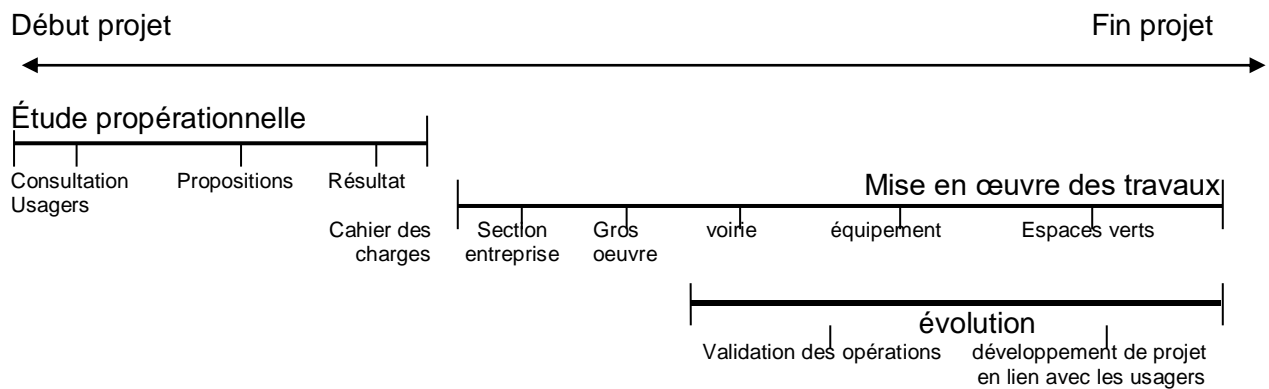 Début projet
Fin projet
Étude propérationnelle
Consultation
Usagers
Propositions
Résultat
Cahier des
charges
Mise en œuvre des travaux
Section
entreprise
Gros
oeuvre
voirie
équipement
Espaces verts
évolution
Validation des opérations
développement de projet
en lien avec les usagers